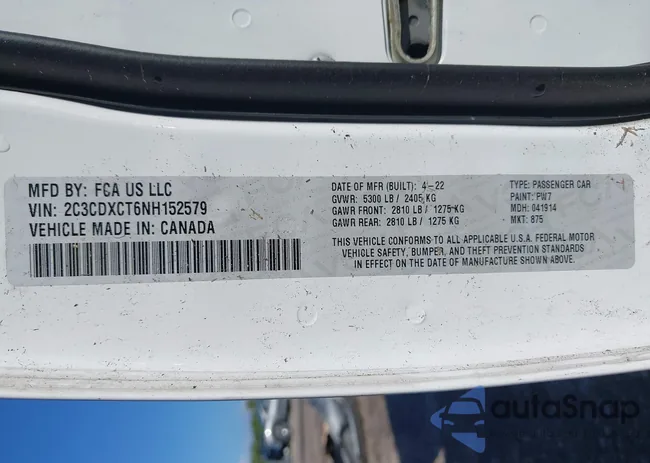 MFD BY: FCA US LLC
VIN: 2C3CDXCT6NH152579
VEHICLE MADE IN: CANADA
DATE OF MFR (BUILT): 4-22
GVWR: 5300 LB / 2405 KG
GAWR FRONT: 2810 LB / 1275 KG
GAWR REAR: 2810 LB / 1275 KG
TYPE: PASSENGER CAR
PAINT: PW7
MDH: 041914
MKT: 875
THIS VEHICLE CONFORMS TO ALL APPLICABLE U.S.A. FEDERAL MOTOR
VEHICLE SAFETY, BUMPER, AND THEFT PREVENTION STANDARDS
IN EFFECT ON THE DATE OF MANUFACTURE SHOWN ABOVE.
autoSnap